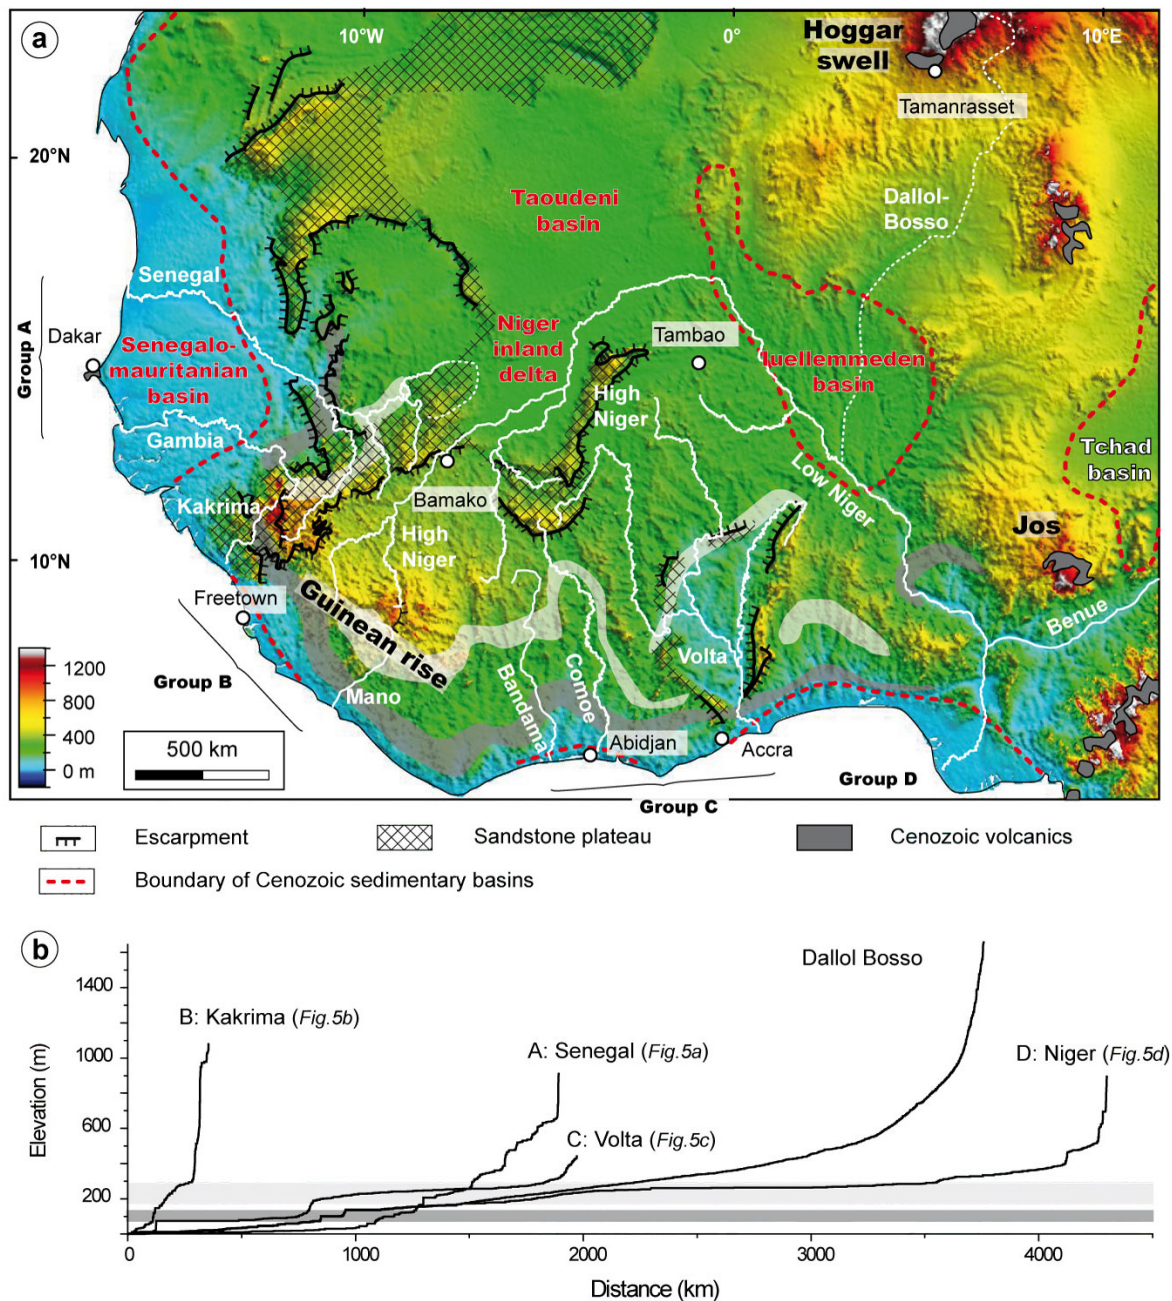 a
10°W
0°
10°E
Hoggar
swell
Tamanrasset
20°N
Taoudeni
basin
Dallol-
Bosso
Senegal
Group A
Dakar
Senegalo-
mauritanian
basin
Niger
inland
delta
Tambao
Iuellemmeden
basin
High
Niger
Gambia
Tchad
basin
Low Niger
Kakrima
Bamako
High
Niger
Jos
10°N
Freetown
Guinean rise
Benue
Volta
Group B
Mano
Bandama
Comoe
1200
800
400
0 m
500 km
Abidjan
Accra
Group D
Group C
Escarpment
Sandstone plateau
Cenozoic volcanics
Boundary of Cenozoic sedimentary basins
b
Dallol Bosso
B: Kakrima (Fig.5b)
A: Senegal (Fig.5a)
D: Niger (Fig.5d)
C: Volta (Fig.5c)
Elevation (m)
1400
1000
600
200
0
1000
2000
3000
4000
Distance (km)